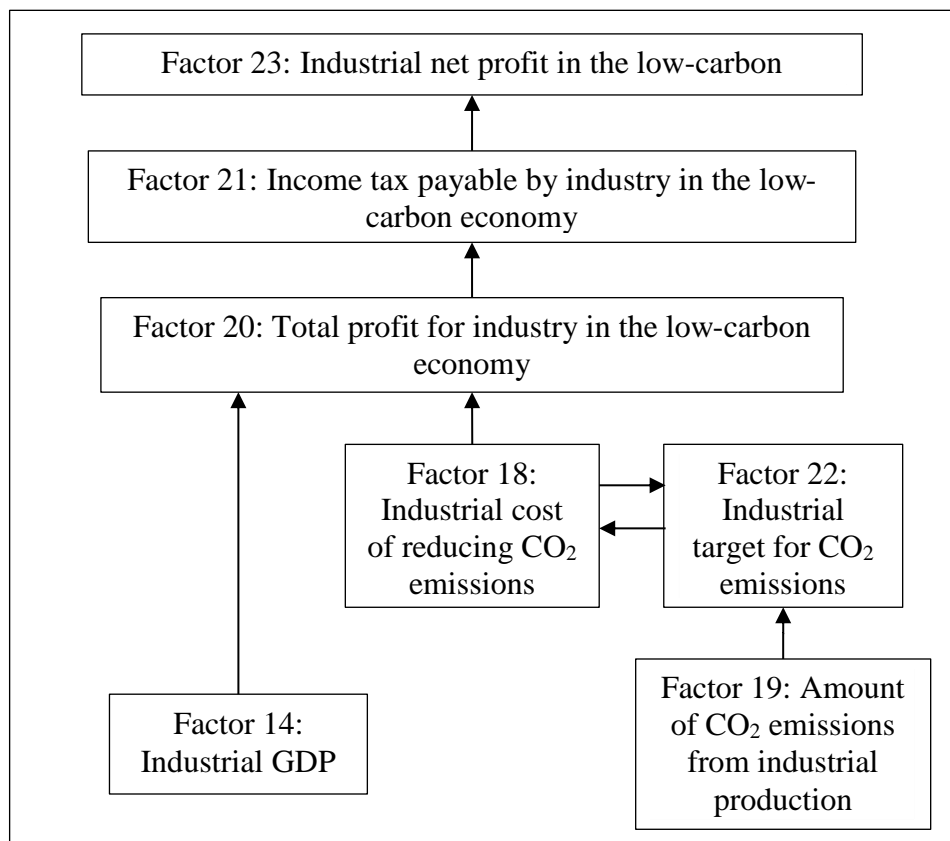 Factor 23: Industrial net profit in the low-carbon
Factor 21: Income tax payable by industry in the low-
carbon economy
Factor 20: Total profit for industry in the low-carbon
economy
Factor 18:
Industrial cost
of reducing CO₂
emissions
Factor 22:
Industrial
target for CO₂
emissions
Factor 14:
Industrial GDP
Factor 19: Amount
of CO₂ emissions
from industrial
production